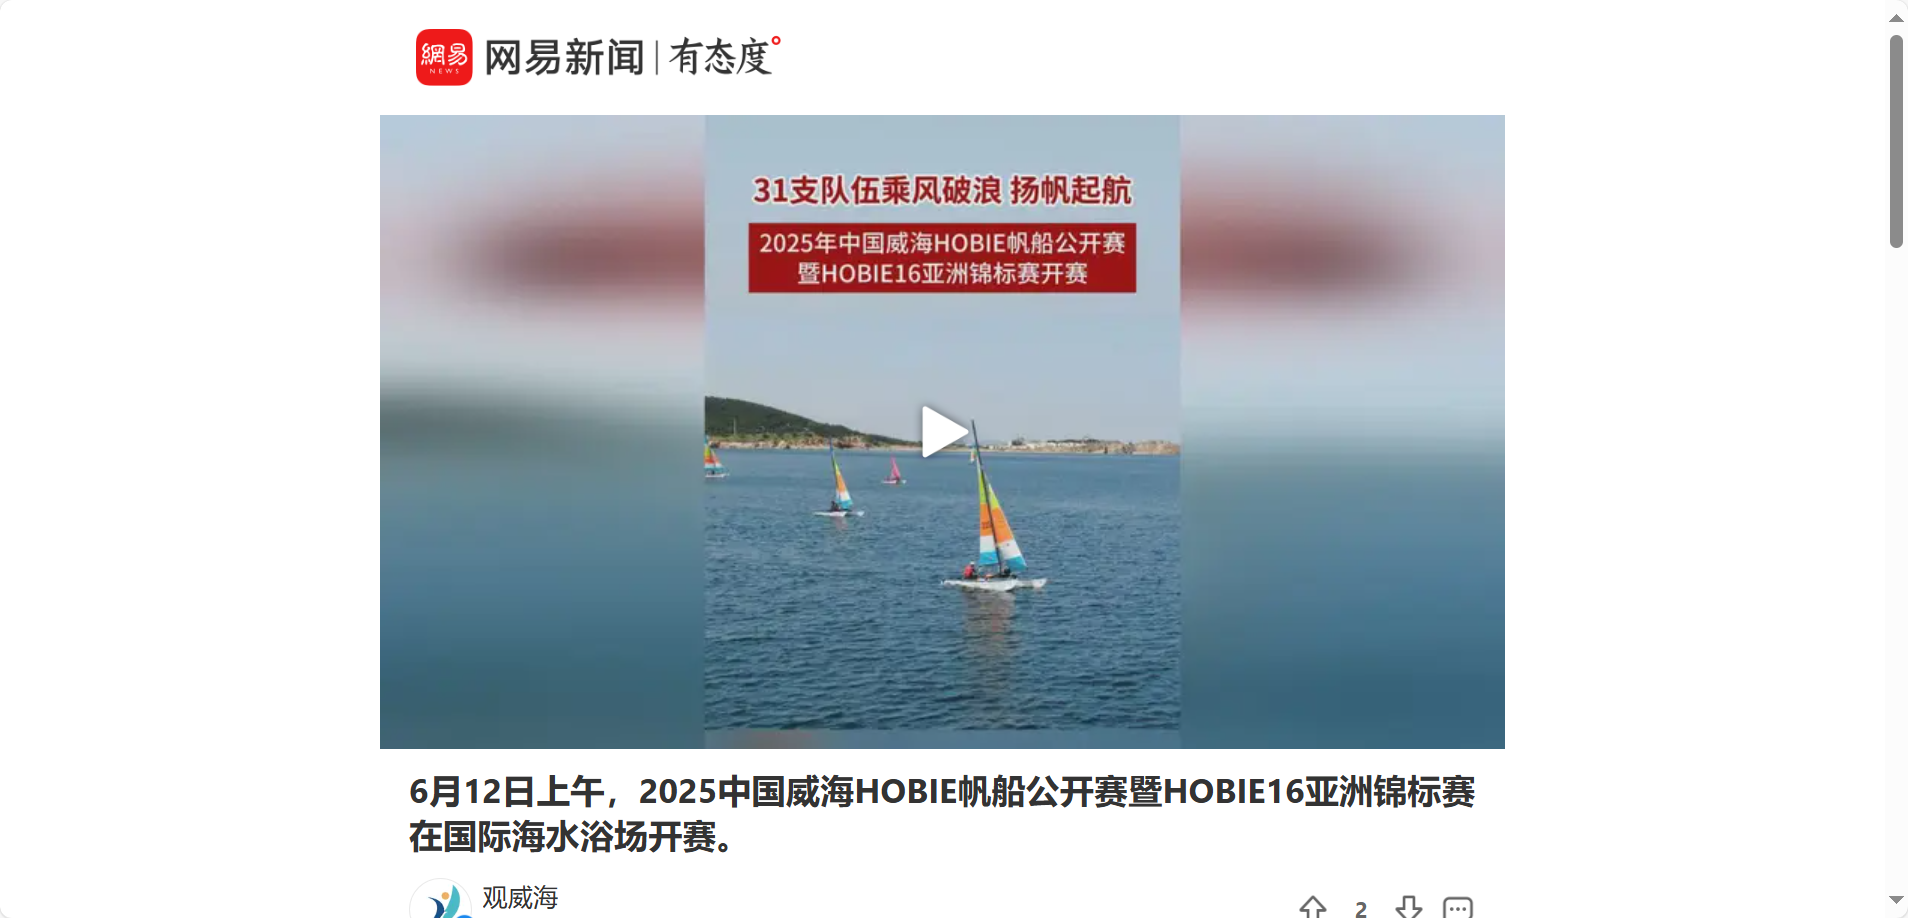 網易
NEWS
网易新闻|有态度°
31支队伍乘风破浪 扬帆起航
2025年中国威海HOBIE帆船公开赛
暨HOBIE16亚洲锦标赛开赛
6月12日上午，2025中国威海HOBIE帆船公开赛暨HOBIE16亚洲锦标赛
在国际海水浴场开赛。
观威海
2